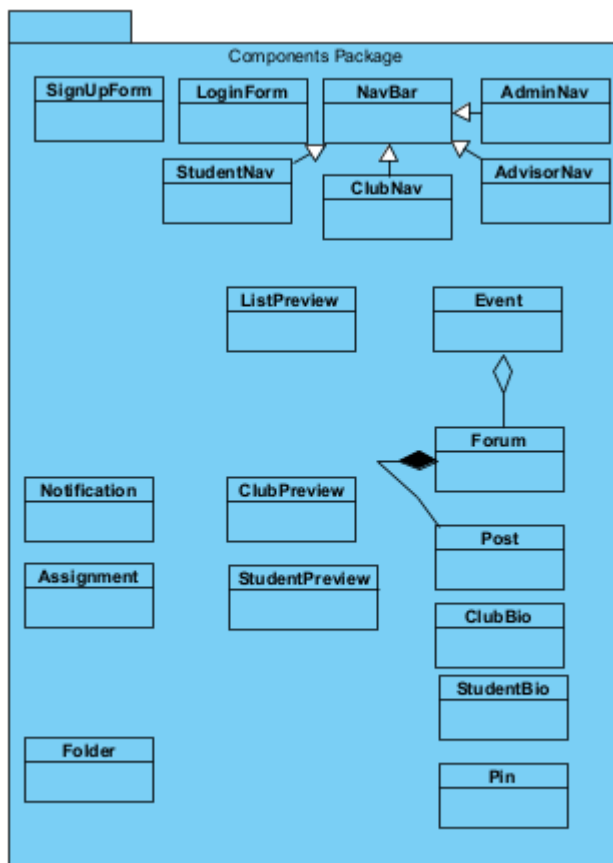 Components Package
SignUpForm
LoginForm
NavBar
AdminNav
StudentNav
ClubNav
AdvisorNav
ListPreview
Event
Forum
Notification
ClubPreview
Post
Assignment
StudentPreview
ClubBio
StudentBio
Folder
Pin